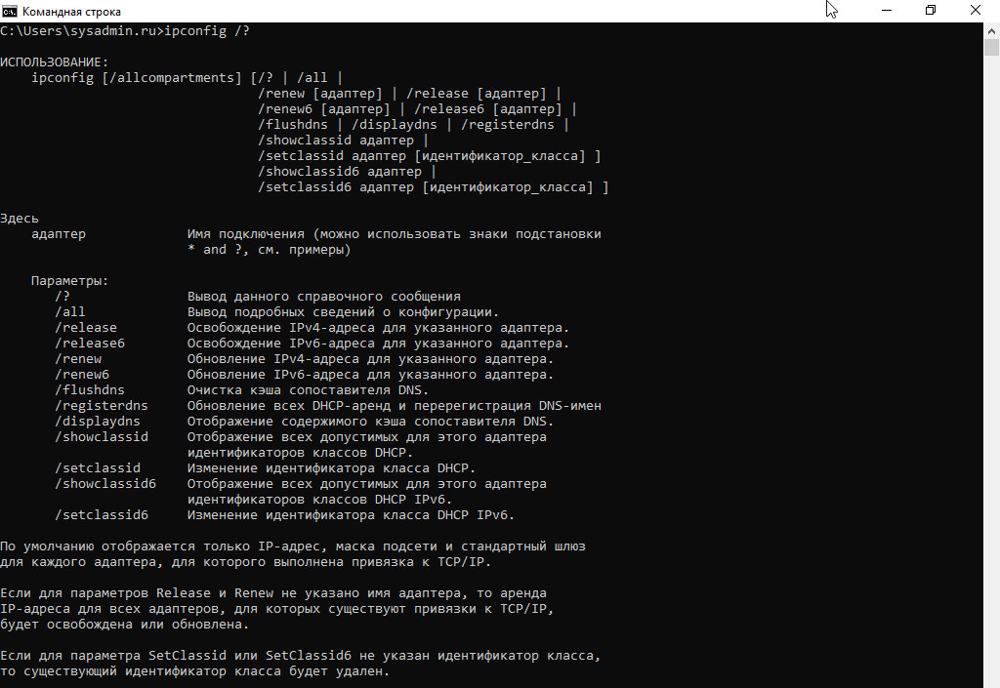 Командная строка
C:\Users\sysadmin.ru>ipconfig /?
ИСПОЛЬЗОВАНИЕ:
ipconfig [/allcompartments] [/? | /all |
/renew [адаптер] | /release [адаптер] |
/renew6 [адаптер] | /release6 [адаптер] |
/flushdns | /displaydns | /registerdns |
/showclassid адаптер |
/setclassid адаптер [идентификатор_класса] ]
/showclassid6 адаптер |
/setclassid6 адаптер [идентификатор_класса] ]
Здесь
адаптер Имя подключения (можно использовать знаки подстановки
* and ?, см. примеры)
Параметры:
/? Вывод данного справочного сообщения
/all Вывод подробных сведений о конфигурации.
/release Освобождение IPv4-адреса для указанного адаптера.
/release6 Освобождение IPv6-адреса для указанного адаптера.
/renew Обновление IPv4-адреса для указанного адаптера.
/renew6 Обновление IPv6-адреса для указанного адаптера.
/flushdns Очистка кэша сопоставителя DNS.
/registerdns Обновление всех DHCP-аренд и перерегистрация DNS-имен
/displaydns Отображение содержимого кэша сопоставителя DNS.
/showclassid Отображение всех допустимых для этого адаптера
идентификаторов классов DHCP.
/setclassid Изменение идентификатора класса DHCP.
/showclassid6 Отображение всех допустимых для этого адаптера
идентификаторов классов DHCP IPv6.
/setclassid6 Изменение идентификатора класса DHCP IPv6.
По умолчанию отображается только IP-адрес, маска подсети и стандартный шлюз
для каждого адаптера, для которого выполнена привязка к TCP/IP.
Если для параметров Release и Renew не указано имя адаптера, то аренда
IP-адреса для всех адаптеров, для которых существуют привязки к TCP/IP,
будет освобождена или обновлена.
Если для параметра SetClassid или SetClassid6 не указан идентификатор класса,
то существующий идентификатор класса будет удален.